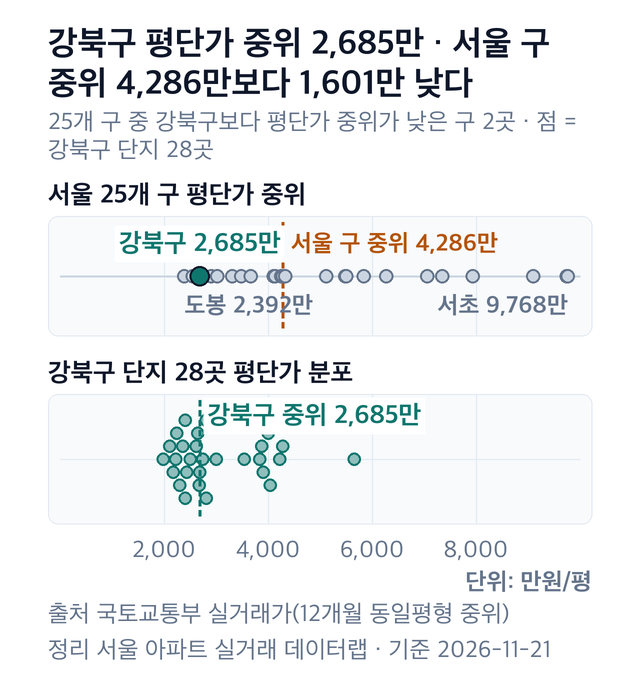 강북구 평단가 중위 2,685만 · 서울 구
중위 4,286만보다 1,601만 낮다
25개 구 중 강북구보다 평단가 중위가 낮은 구 2곳 · 점 =
강북구 단지 28곳
서울 25개 구 평단가 중위
강북구 2,685만
서울 구 중위 4,286만
도봉 2,392만
서초 9,768만
강북구 단지 28곳 평단가 분포
강북구 중위 2,685만
2,000 4,000 6,000 8,000
단위: 만원/평
출처 국토교통부 실거래가(12개월 동일평형 중위)
정리 서울 아파트 실거래 데이터랩 · 기준 2026-11-21